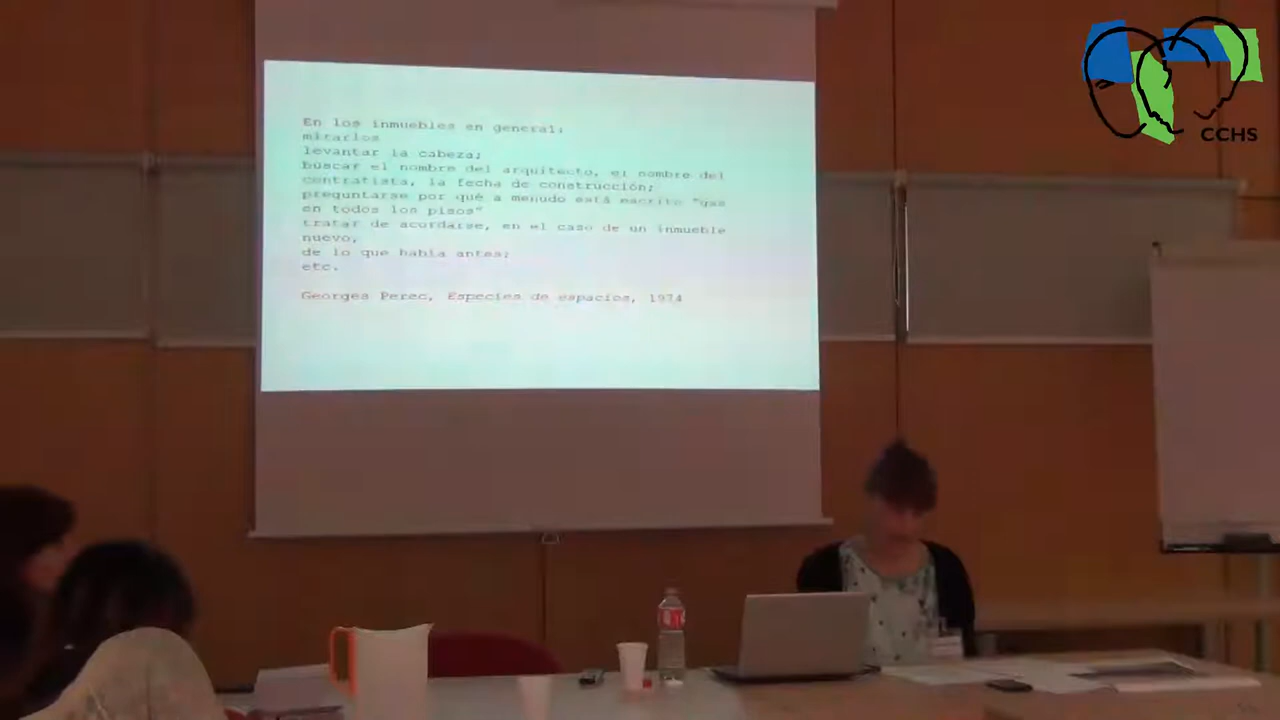 En los inmuebles en general:
mirarlos
levantar la cabeza;
buscar el nombre del arquitecto, el nombre del
contratista, la fecha de construcción;
preguntarse por qué a menudo está escrito "gas
en todos los pisos"
tratar de acordarse, en el caso de un inmueble
nuevo,
de lo que había antes;
etc.
Georges Perec, Especies de espacios, 1974
CCHS